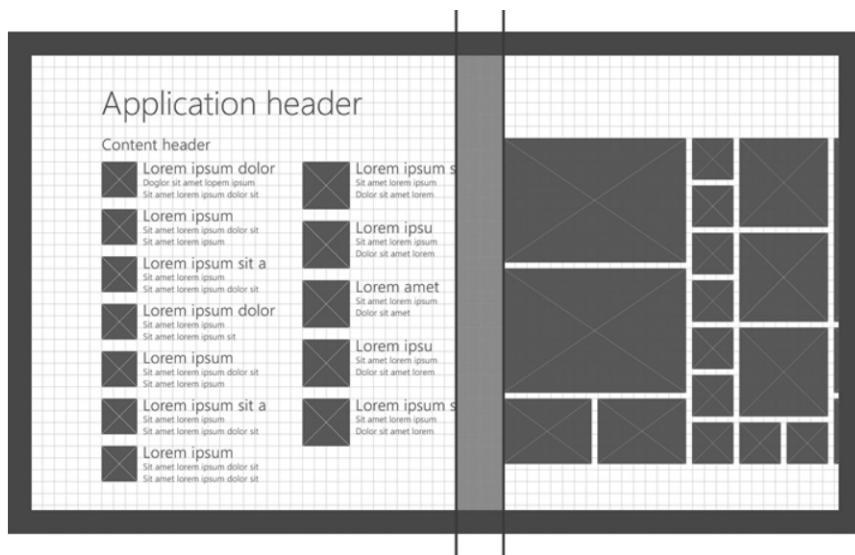 Application header
Content header
Lorem ipsum dolor
Doglor sit amet lopem ipsum
Sit amet lorem ipsum dolor sit
Lorem ipsum
Sit amet lorem ipsum dolor sit
Sit amet lorem ipsum
Lorem ipsum sit a
Sit amet lorem ipsum
Sit amet lorem ipsum dolor sit
Lorem ipsum dolor
Sit amet lorem ipsum
Sit amet lorem ipsum sit
Lorem ipsum
Sit amet lorem ipsum dolor sit
Sit amet lorem ipsum
Lorem ipsum sit a
Sit amet lorem ipsum
Sit amet lorem ipsum dolor sit
Lorem ipsum
Sit amet lorem ipsum dolor sit
Sit amet lorem ipsum dolor sit
Lorem ipsum s
Sit amet lorem ipsum
Dolor sit amet lorem
Lorem ipsu
Sit amet lorem ipsum
Dolor sit amet lorem
Lorem amet
Sit amet lorem ipsum
Dolor sit amet
Lorem ipsu
Sit amet lorem ipsum
Dolor sit amet lorem
Lorem ipsum s
Sit amet lorem ipsum
Dolor sit amet lorem